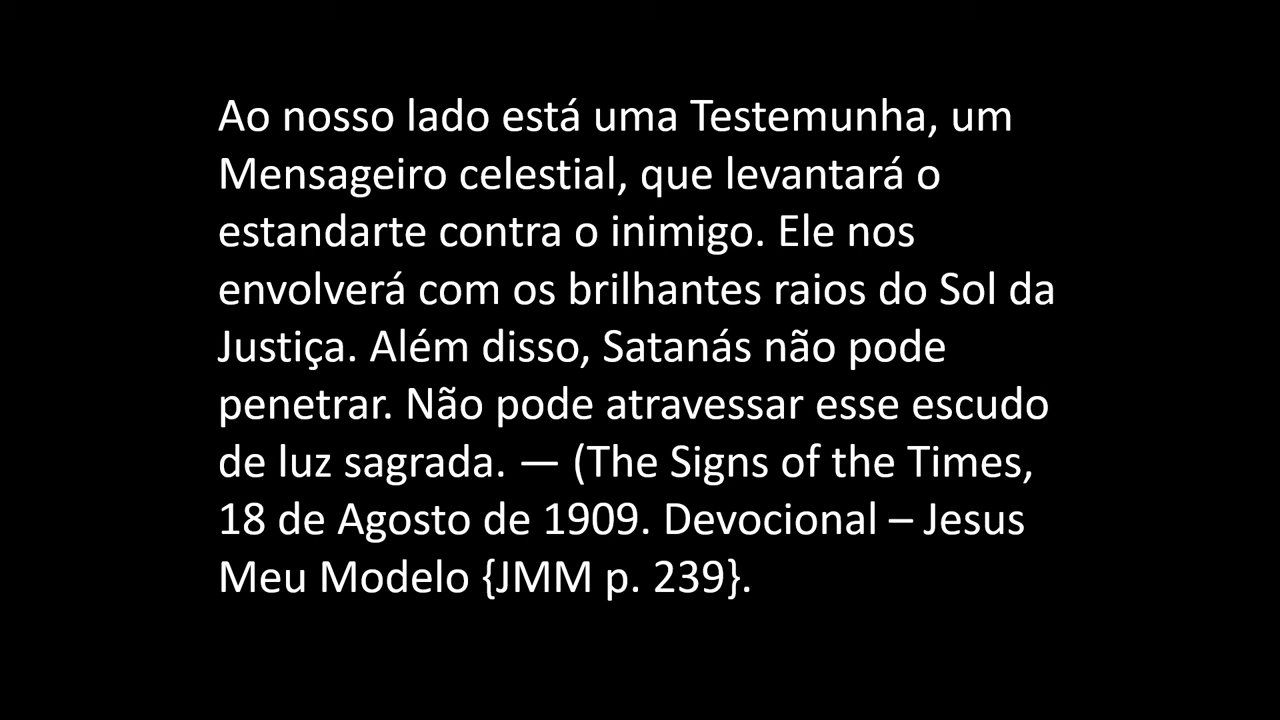 Ao nosso lado está uma Testemunha, um
Mensageiro celestial, que levantará o
estandarte contra o inimigo. Ele nos
envolverá com os brilhantes raios do Sol da
Justiça. Além disso, Satanás não pode
penetrar. Não pode atravessar esse escudo
de luz sagrada. — (The Signs of the Times,
18 de Agosto de 1909. Devocional – Jesus
Meu Modelo {JMM p. 239}.